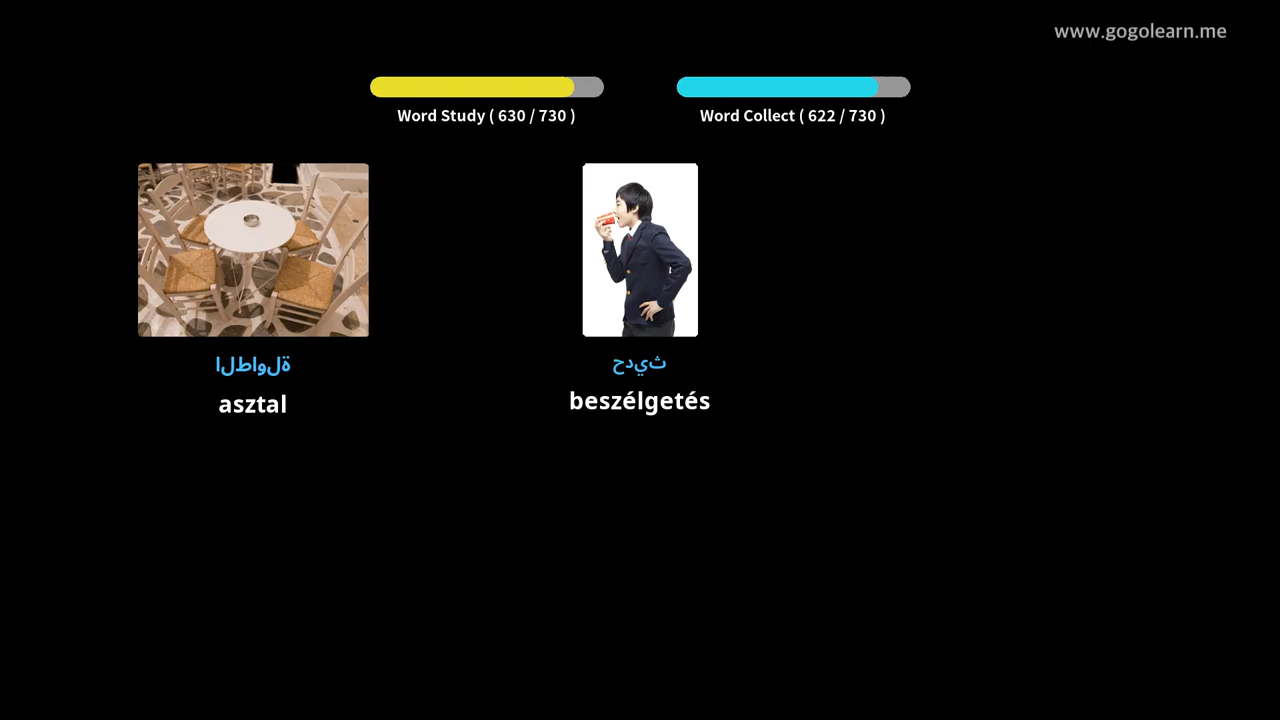 www.gogolearn.me
Word Study ( 630 / 730 )
Word Collect ( 622 / 730 )
الطاولة
asztal
حديث
beszélgetés